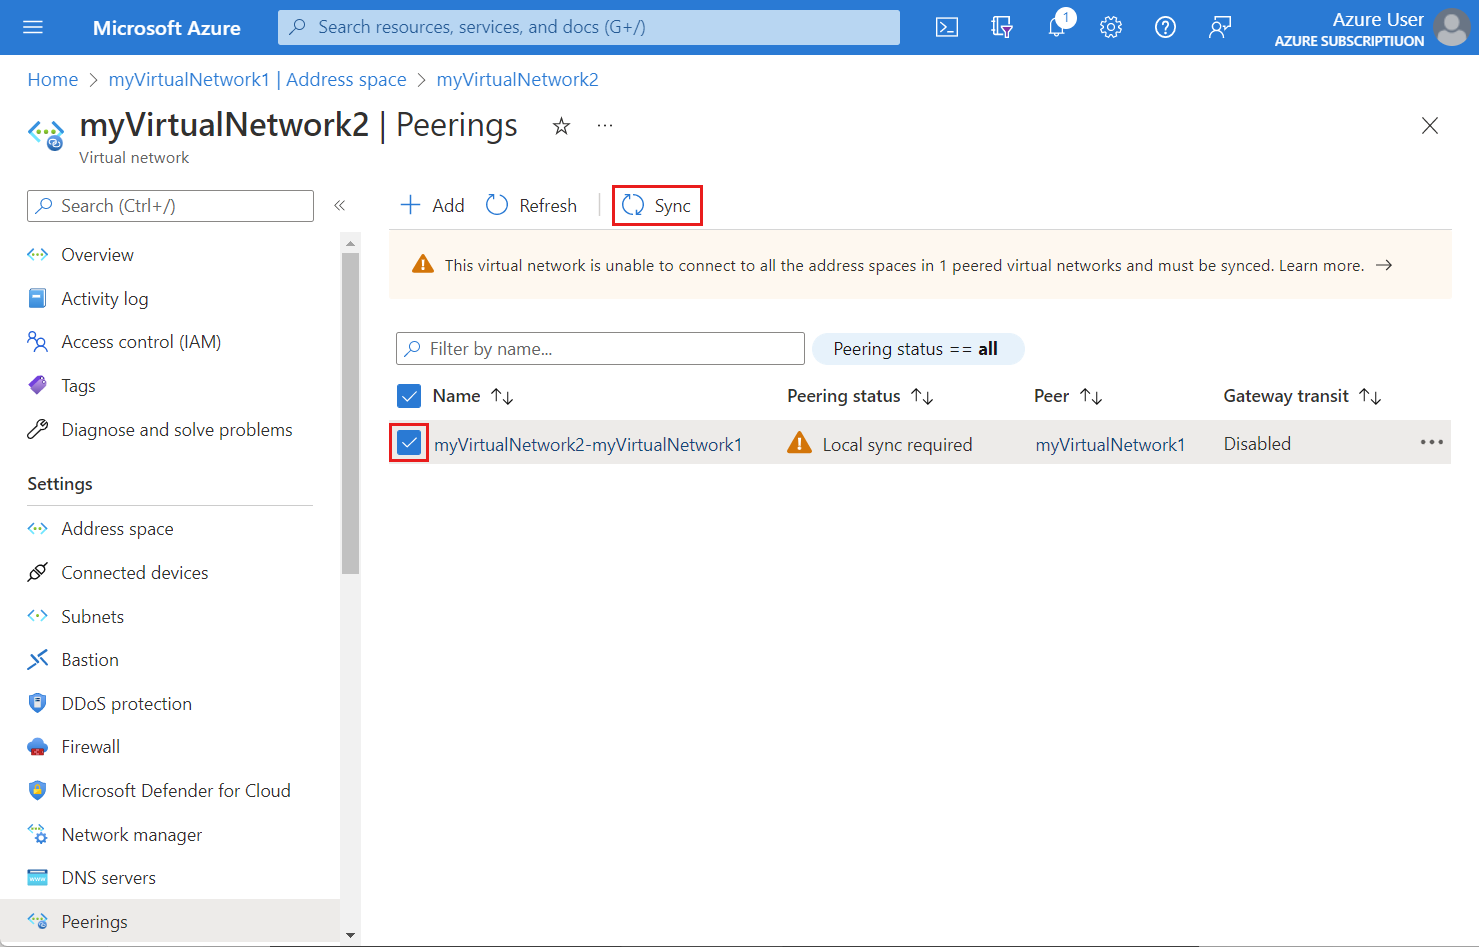 Microsoft Azure
Search resources, services, and docs (G+/)
1
Azure User
AZURE SUBSCRIPTIUON
Home > myVirtualNetwork1 | Address space > myVirtualNetwork2
myVirtualNetwork2 | Peerings
Virtual network
Search (Ctrl+/)
Overview
Activity log
Access control (IAM)
Tags
Diagnose and solve problems
Settings
Address space
Connected devices
Subnets
Bastion
DDoS protection
Firewall
Microsoft Defender for Cloud
Network manager
DNS servers
Peerings
Add Refresh Sync
This virtual network is unable to connect to all the address spaces in 1 peered virtual networks and must be synced. Learn more. →
Filter by name... Peering status == all
Name ↑↓ Peering status ↑↓ Peer ↑↓ Gateway transit ↑↓
myVirtualNetwork2-myVirtualNetwork1 Local sync required myVirtualNetwork1 Disabled